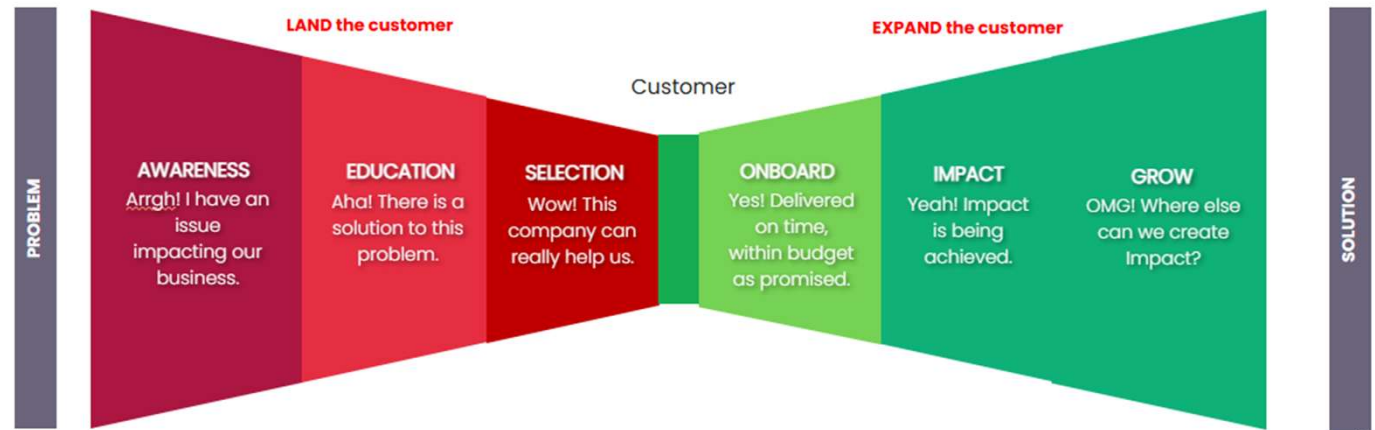 LAND the customer
EXPAND the customer
Customer
PROBLEM
AWARENESS
Arrgh! I have an
issue
impacting our
business.
EDUCATION
Aha! There is a
solution to this
problem.
SELECTION
Wow! This
company can
really help us.
ONBOARD
Yes! Delivered
on time,
within budget
as promised.
IMPACT
Yeah! Impact
is being
achieved.
GROW
OMG! Where else
can we create
Impact?
SOLUTION